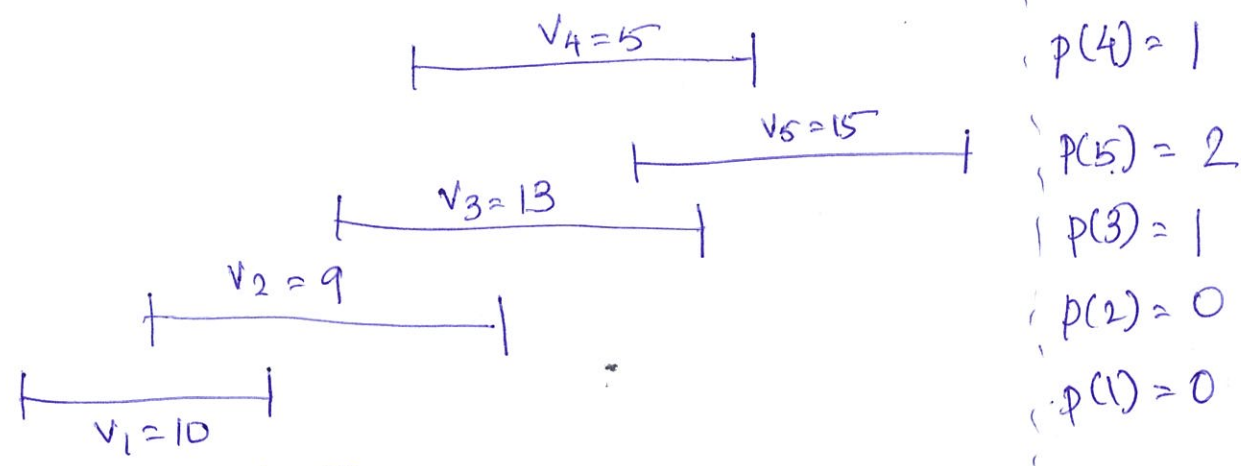 V4=5
V5=15
V3=13
V2=9
V1=10
p(4)=1
p(5)=2
p(3)=1
p(2)=0
p(1)=0